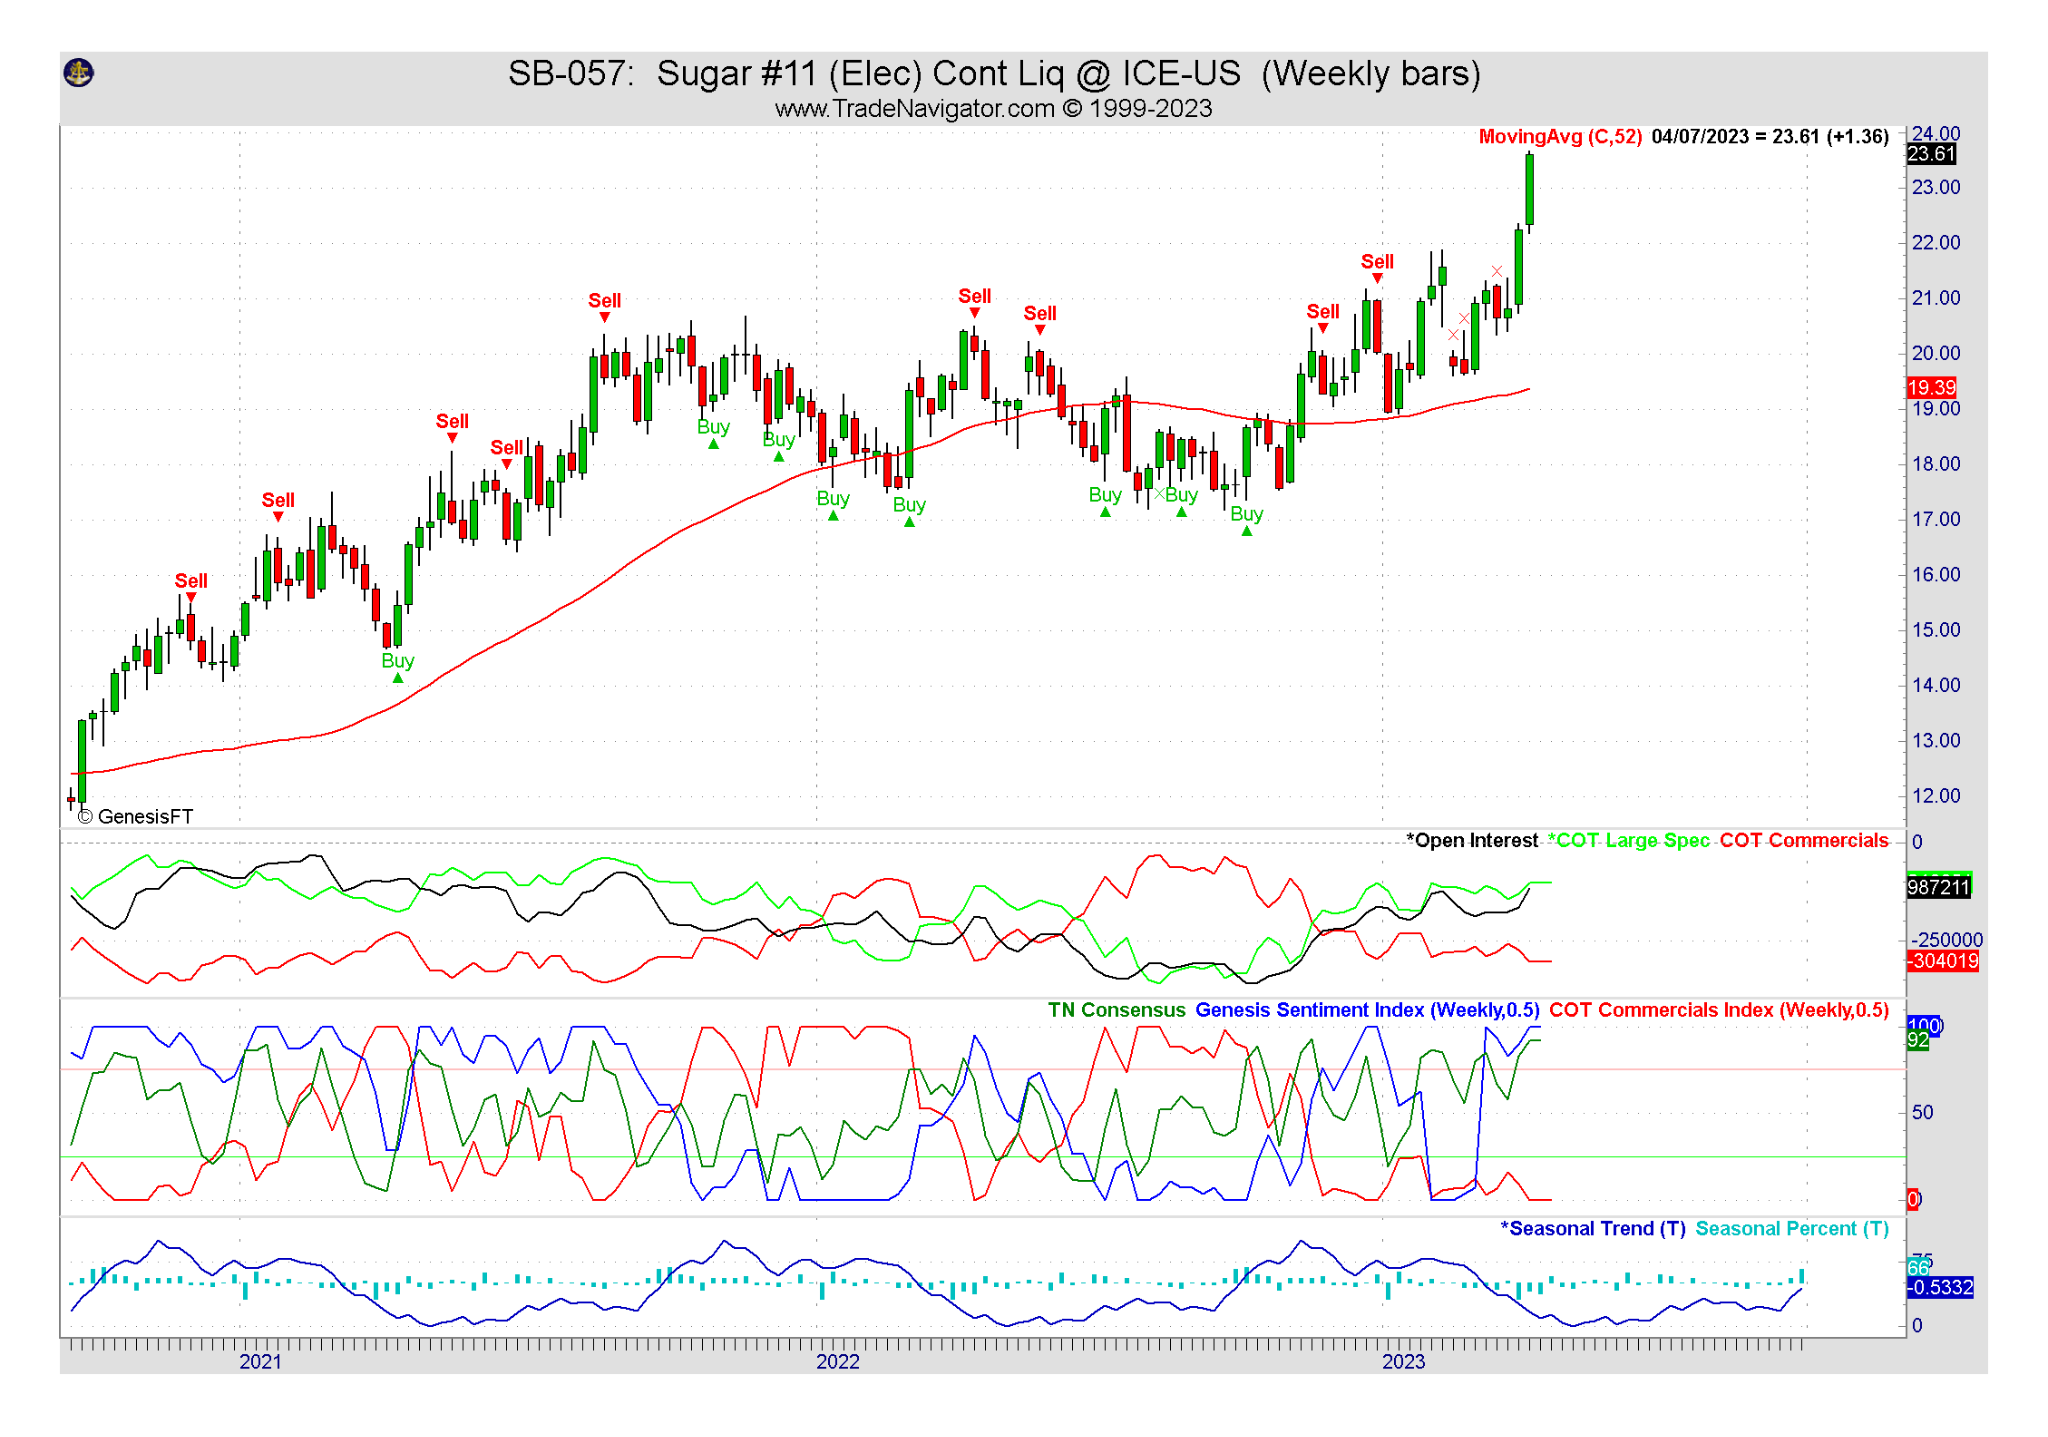 SB-057: Sugar #11 (Elec) Cont Liq @ ICE-US (Weekly bars)
www.TradeNavigator.com © 1999-2023
MovingAvg (C,52) 04/07/2023 = 23.61 (+1.36)
24.00
23.61
23.00
22.00
Sell
Sell
Sell
Sell
21.00
Sell
Sell
20.00
19.39
19.00
Sell
Buy
Buy
Sell
18.00
Sell
Buy
Buy
Buy
Buy
Buy
17.00
16.00
Sell
15.00
Buy
14.00
13.00
12.00
© GenesisFT
*Open Interest *COT Large Spec COT Commercials
0
987211
-250000
-304019
TN Consensus Genesis Sentiment Index (Weekly,0.5) COT Commercials Index (Weekly,0.5)
100
92
50
0
*Seasonal Trend (T) Seasonal Percent (T)
66
-0.5332
0
2021 2022 2023